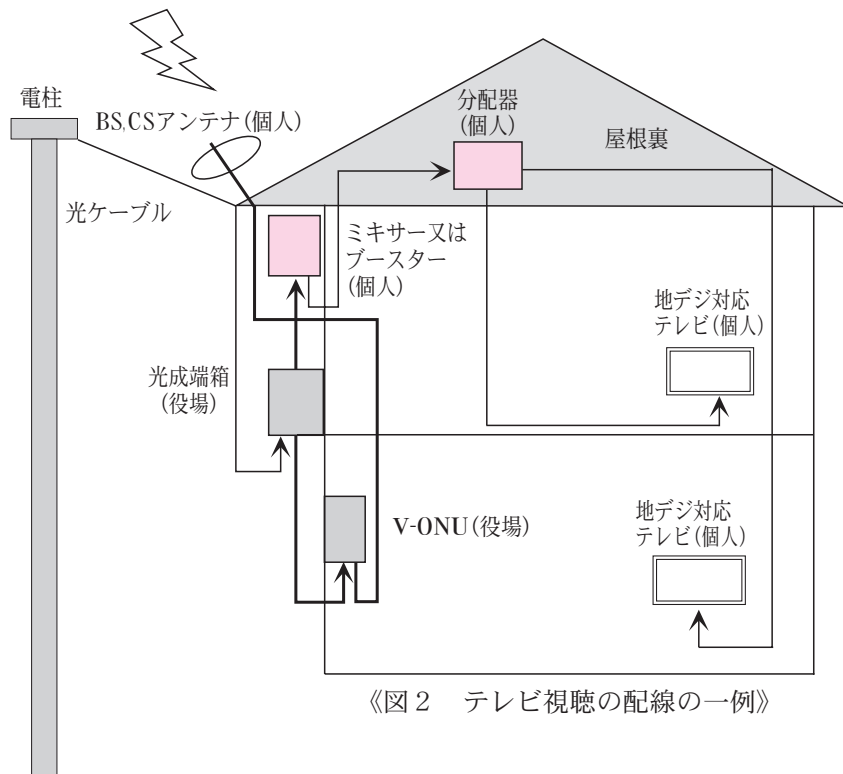 電柱
BS,CSアンテナ(個人)
光ケーブル
分配器
(個人)
屋根裏
ミキサー又は
ブースター
(個人)
地デジ対応
テレビ(個人)
光成端箱
(役場)
V-ONU(役場)
地デジ対応
テレビ(個人)
《図2 テレビ視聴の配線の一例》